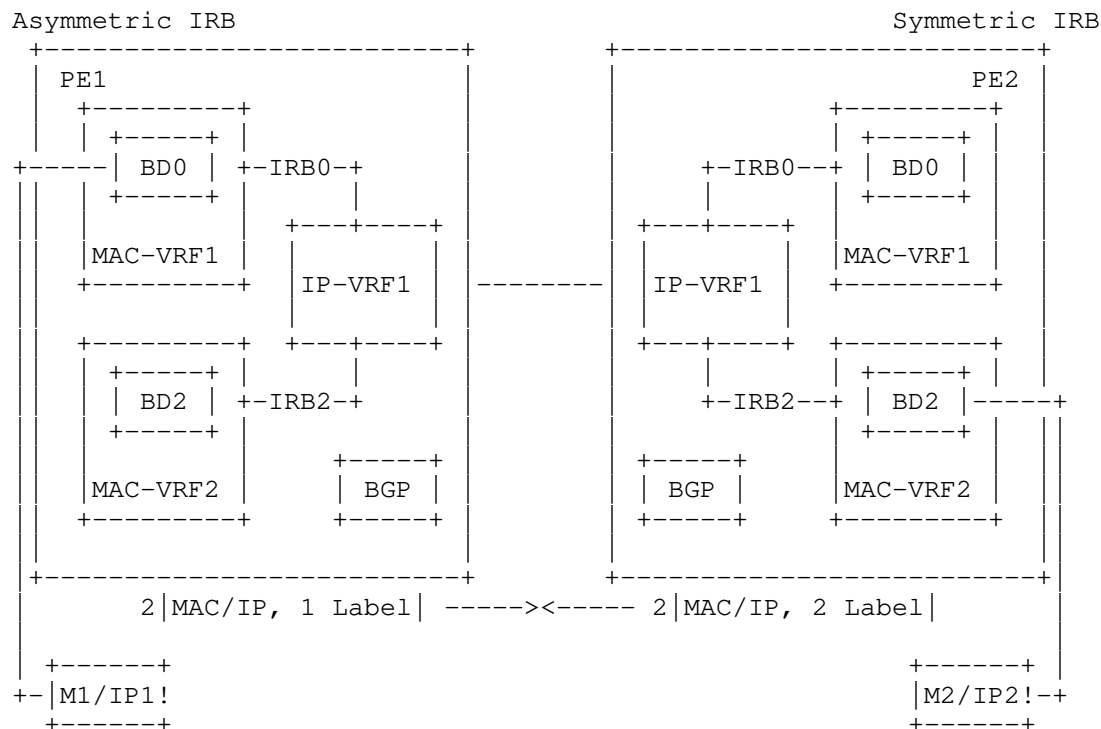 Asymmetric IRB Symmetric IRB
PE1 PE2
BD0 IRB0 IRB0 BD0
MAC-VRF1 MAC-VRF1
IP-VRF1 IP-VRF1
BD2 IRB2 IRB2 BD2
MAC-VRF2 BGP BGP MAC-VRF2
2|MAC/IP, 1 Label| -----><----- 2|MAC/IP, 2 Label|
M1/IP1! M2/IP2!